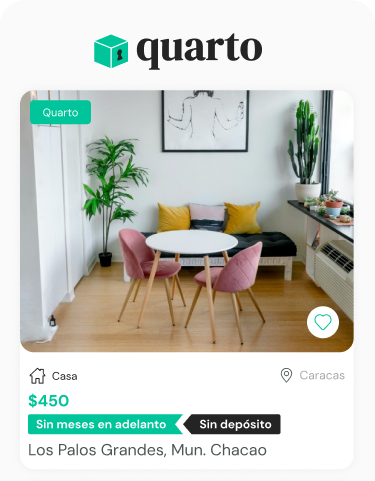 quarto
Quarto
Casa
Caracas
$450
Sin meses en adelanto
Sin depósito
Los Palos Grandes, Mun. Chacao